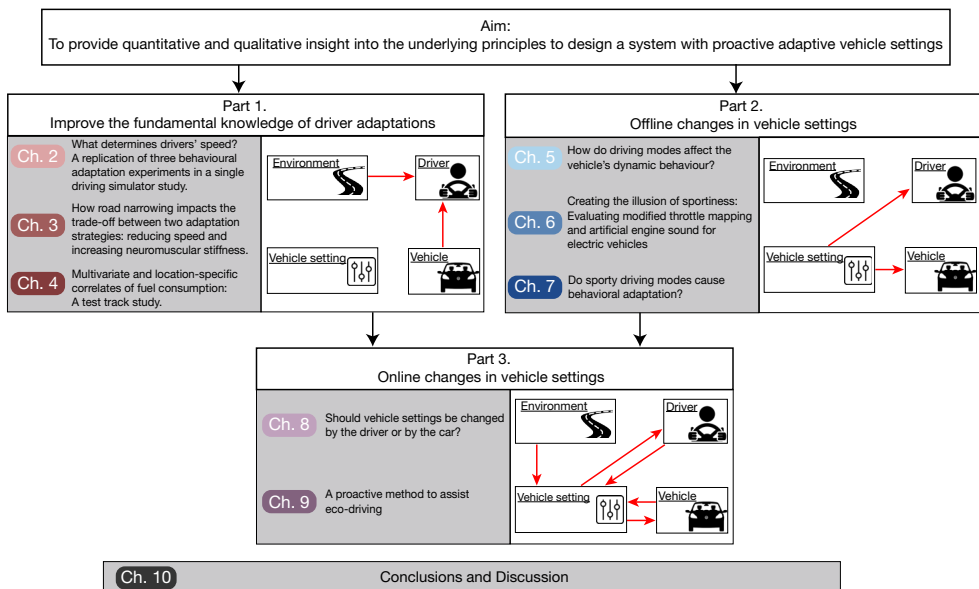 Aim:
To provide quantitative and qualitative insight into the underlying principles to design a system with proactive adaptive vehicle settings
Part 1.
Improve the fundamental knowledge of driver adaptations
Ch. 2
What determines drivers' speed?
A replication of three behavioural
adaptation experiments in a single
driving simulator study.
Ch. 3
How road narrowing impacts the
trade-off between two adaptation
strategies: reducing speed and
increasing neuromuscular stiffness.
Ch. 4
Multivariate and location-specific
correlates of fuel consumption:
A test track study.
Environment
Driver
Vehicle setting
Vehicle
Part 2.
Offline changes in vehicle settings
Ch. 5
How do driving modes affect the
vehicle's dynamic behaviour?
Ch. 6
Creating the illusion of sportiness:
Evaluating modified throttle mapping
and artificial engine sound for
electric vehicles
Ch. 7
Do sporty driving modes cause
behavioral adaptation?
Environment
Driver
Vehicle setting
Vehicle
Part 3.
Online changes in vehicle settings
Ch. 8
Should vehicle settings be changed
by the driver or by the car?
Ch. 9
A proactive method to assist
eco-driving
Environment
Driver
Vehicle setting
Vehicle
Ch. 10
Conclusions and Discussion